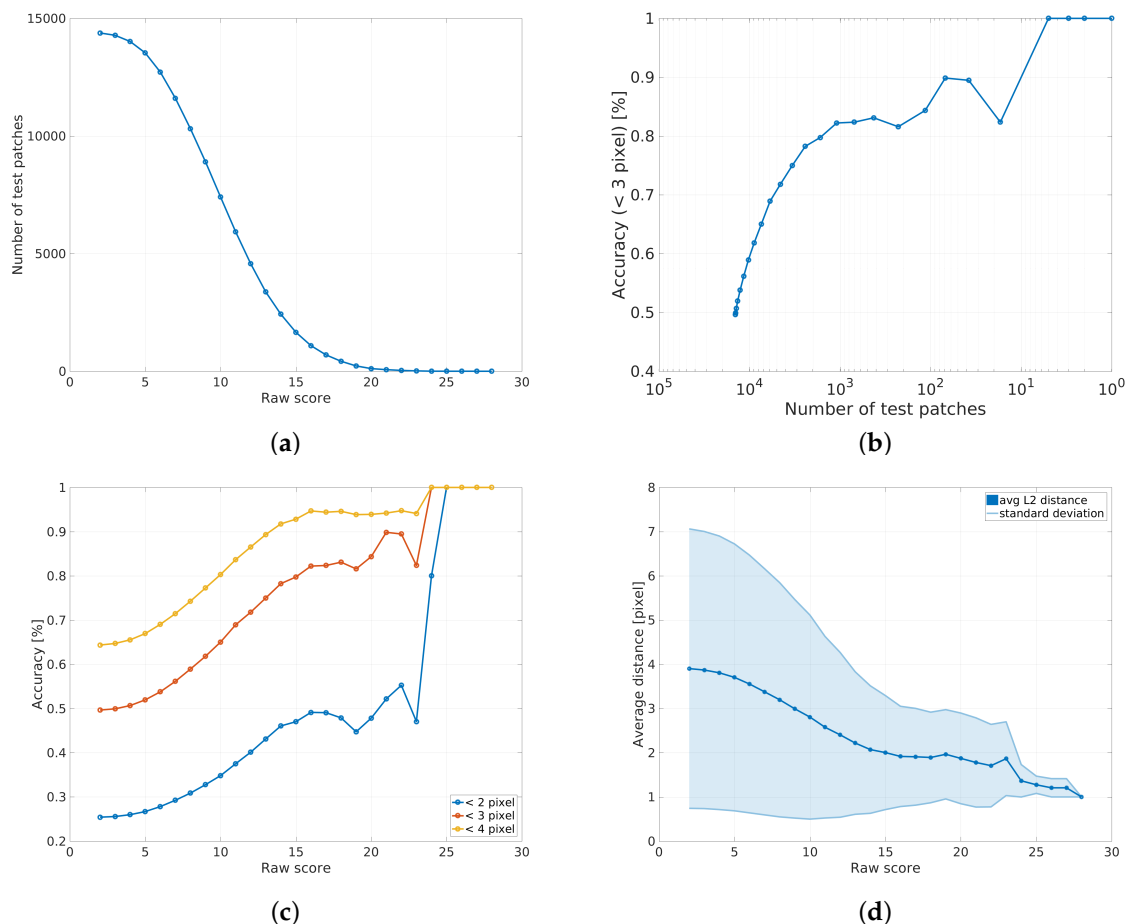 15000
10000
5000
0
Number of test patches
0 5 10 15 20 25 30
Raw score
(a)
1
0.9
0.8
0.7
0.6
0.5
0.4
Accuracy (< 3 pixel) [%]
10^5 10^4 10^3 10^2 10^1 10^0
Number of test patches
(b)
1
0.9
0.8
0.7
0.6
0.5
0.4
0.3
0.2
Accuracy [%]
< 2 pixel
< 3 pixel
< 4 pixel
0 5 10 15 20 25 30
Raw score
(c)
8
7
6
5
4
3
2
1
0
Average distance [pixel]
avg L2 distance
standard deviation
0 5 10 15 20 25 30
Raw score
(d)